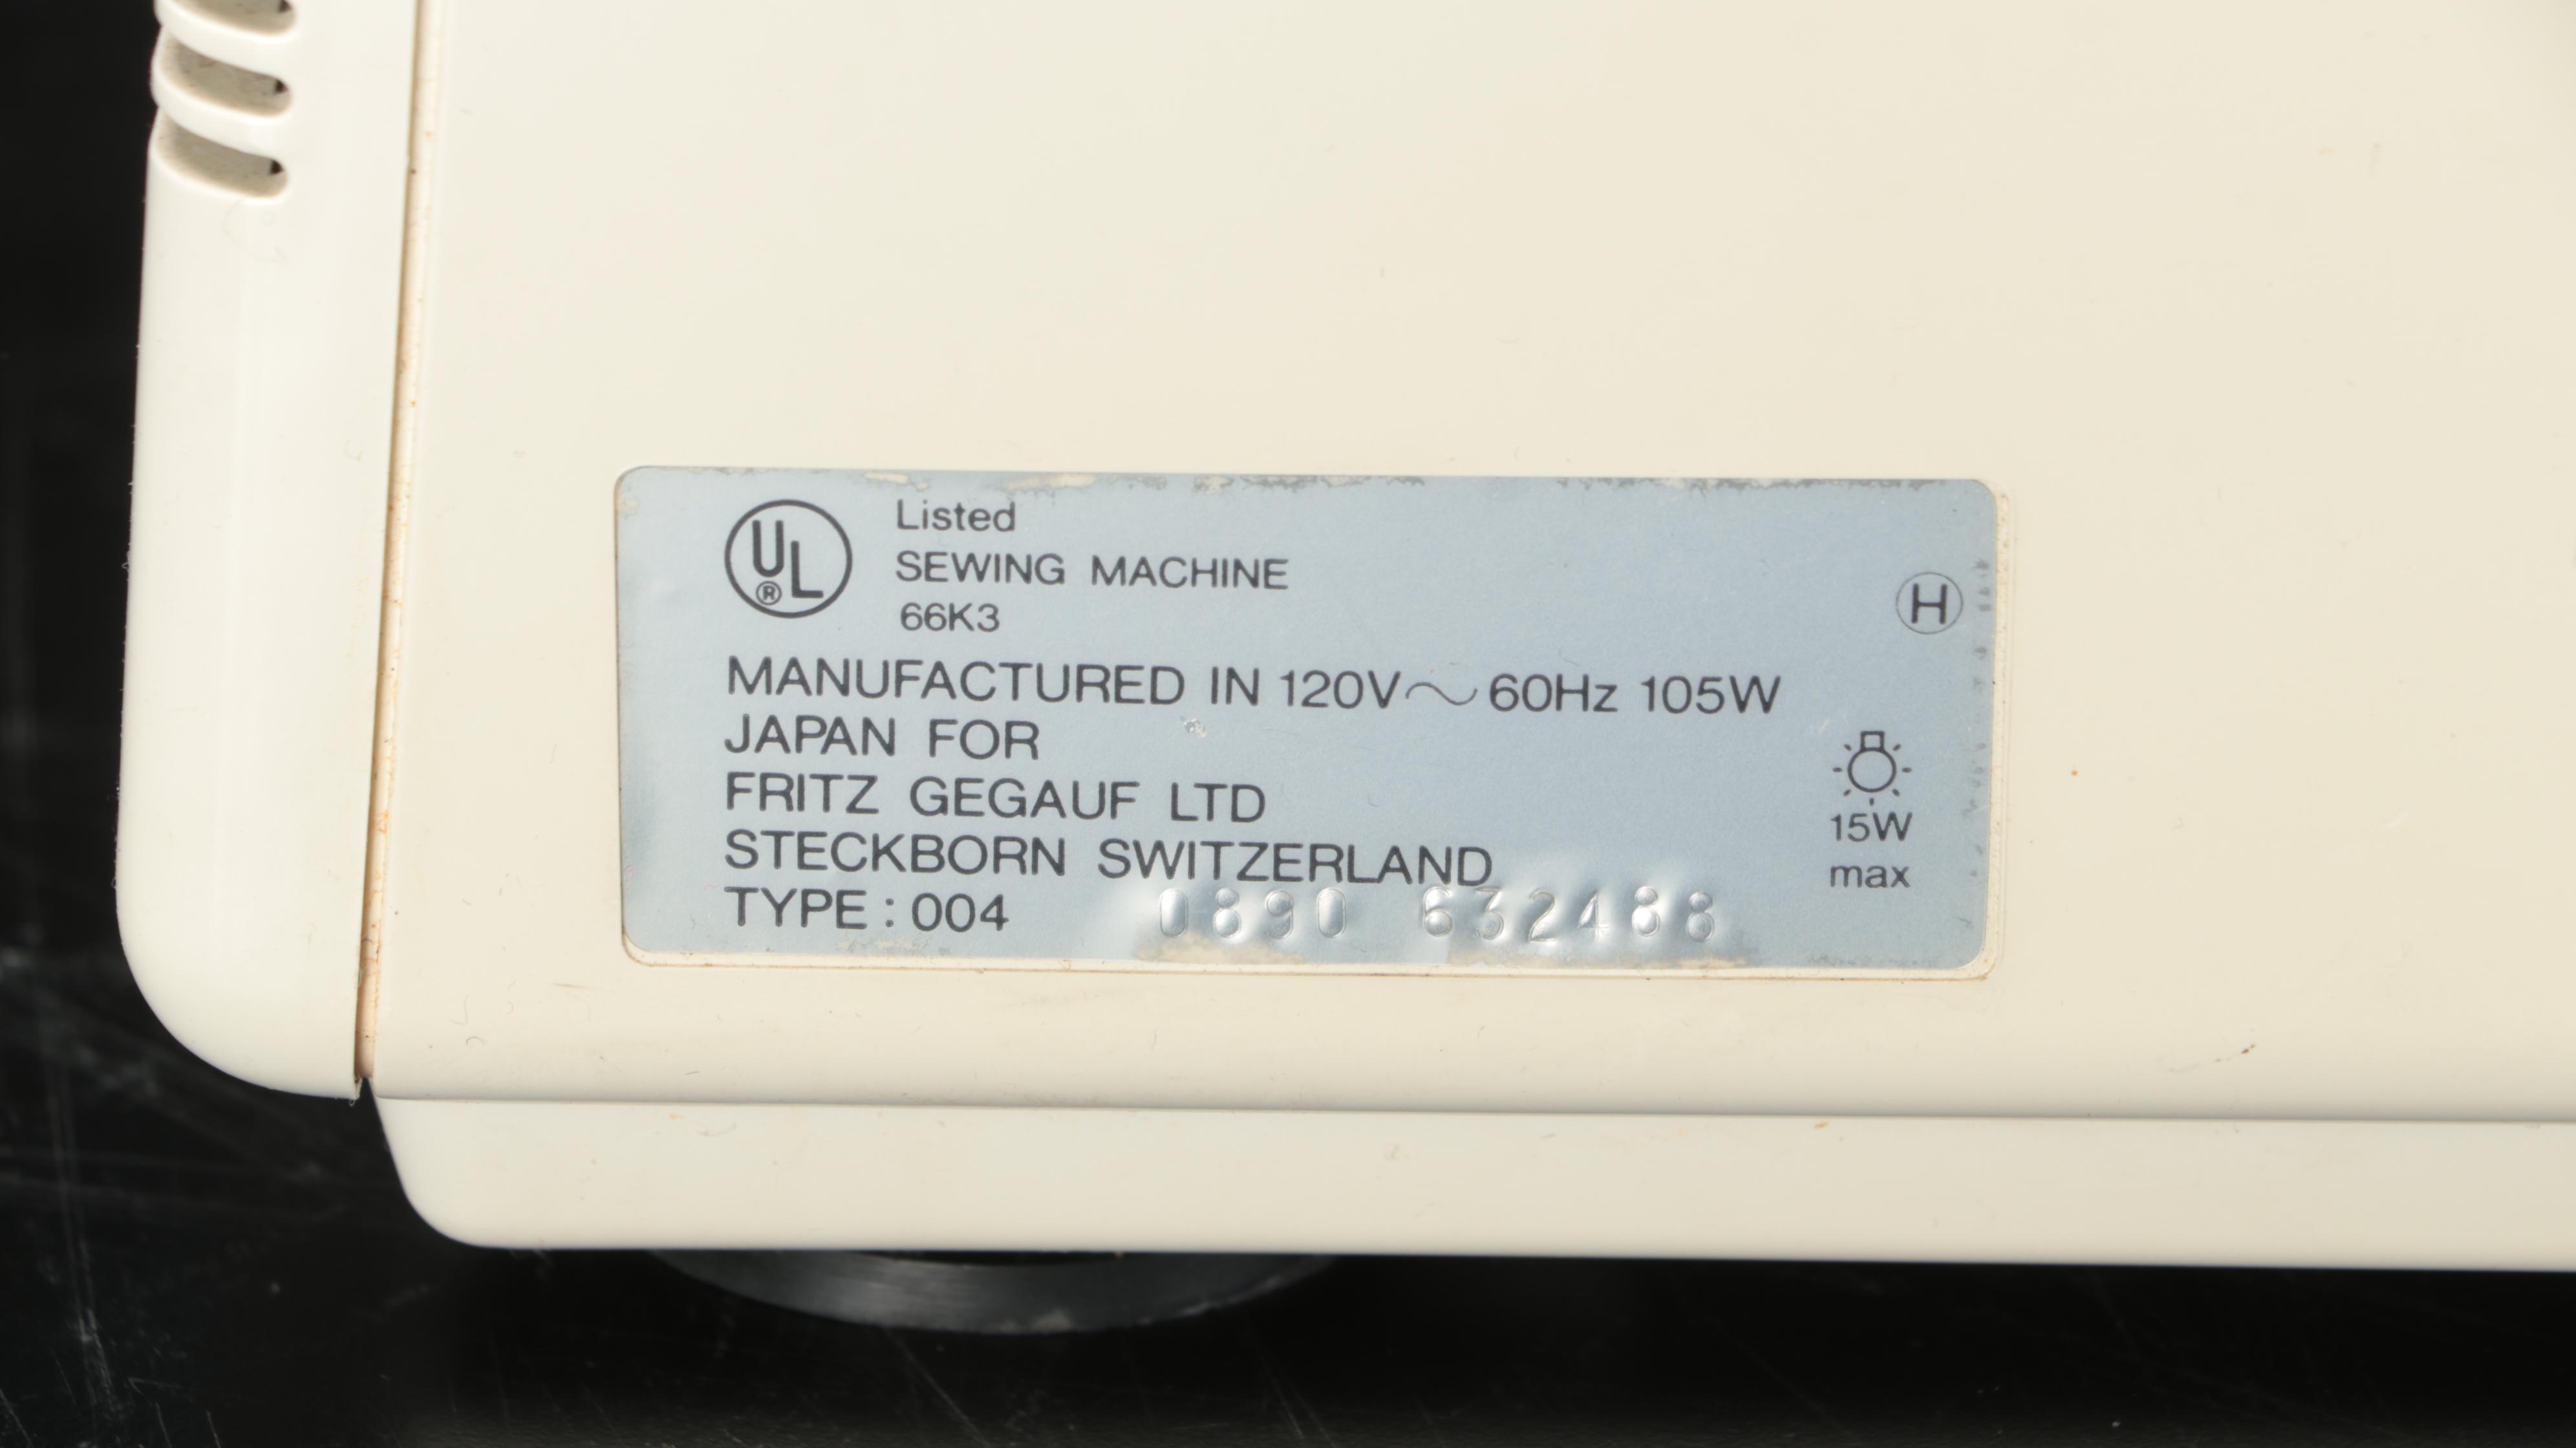 UL ® Listed
SEWING MACHINE
66K3
H
MANUFACTURED IN 120V~60Hz 105W
JAPAN FOR
FRITZ GEGAUF LTD
STECKBORN SWITZERLAND
TYPE : 004 0890 632488
15W
max